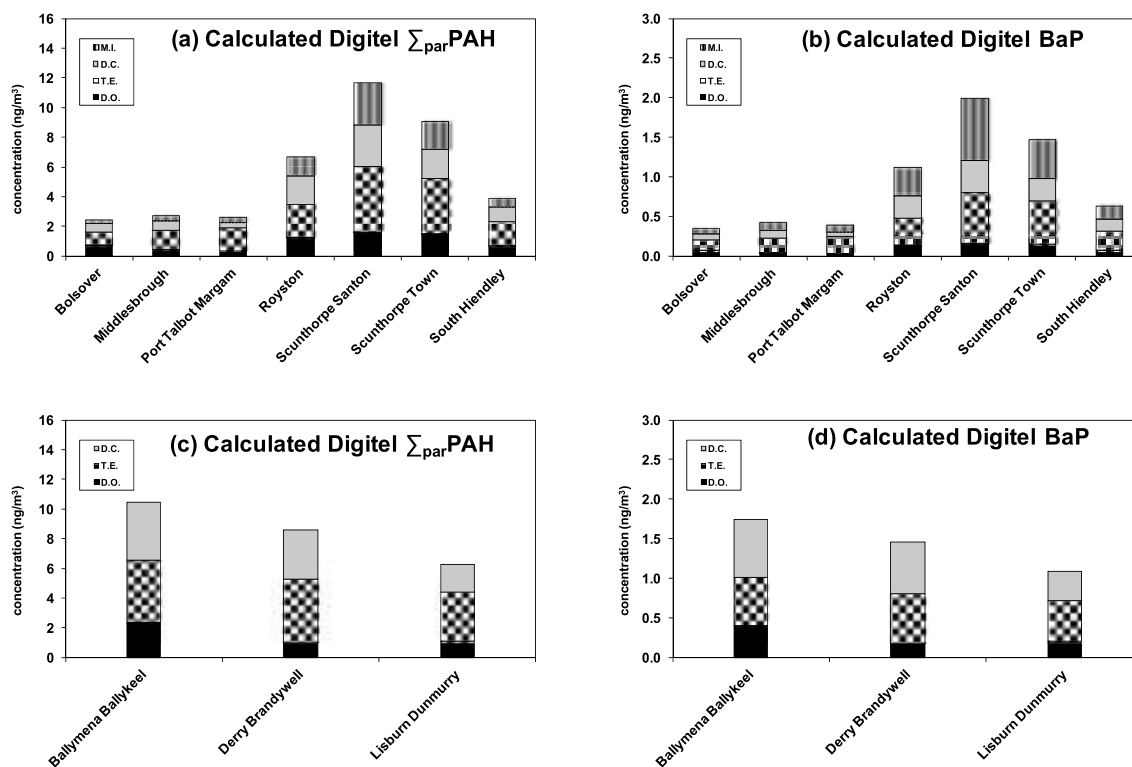 (a) Calculated Digitel ∑parPAH
M.I.
D.C.
T.E.
D.O.
concentration (ng/m³)
16
14
12
10
8
6
4
2
0
Bolsover
Middlesbrough
Port Talbot Margam
Royston
Scunthorpe Santon
Scunthorpe Town
South Hiendley
(b) Calculated Digitel BaP
M.I.
D.C.
T.E.
D.O.
concentration (ng/m³)
3.0
2.5
2.0
1.5
1.0
0.5
0.0
Bolsover
Middlesbrough
Port Talbot Margam
Royston
Scunthorpe Santon
Scunthorpe Town
South Hiendley
(c) Calculated Digitel ∑parPAH
D.C.
T.E.
D.O.
concentration (ng/m³)
16
14
12
10
8
6
4
2
0
Ballymena Ballykeel
Derry Brandywell
Lisburn Dunmurry
(d) Calculated Digitel BaP
D.C.
T.E.
D.O.
concentration (ng/m³)
3.0
2.5
2.0
1.5
1.0
0.5
0.0
Ballymena Ballykeel
Derry Brandywell
Lisburn Dunmurry